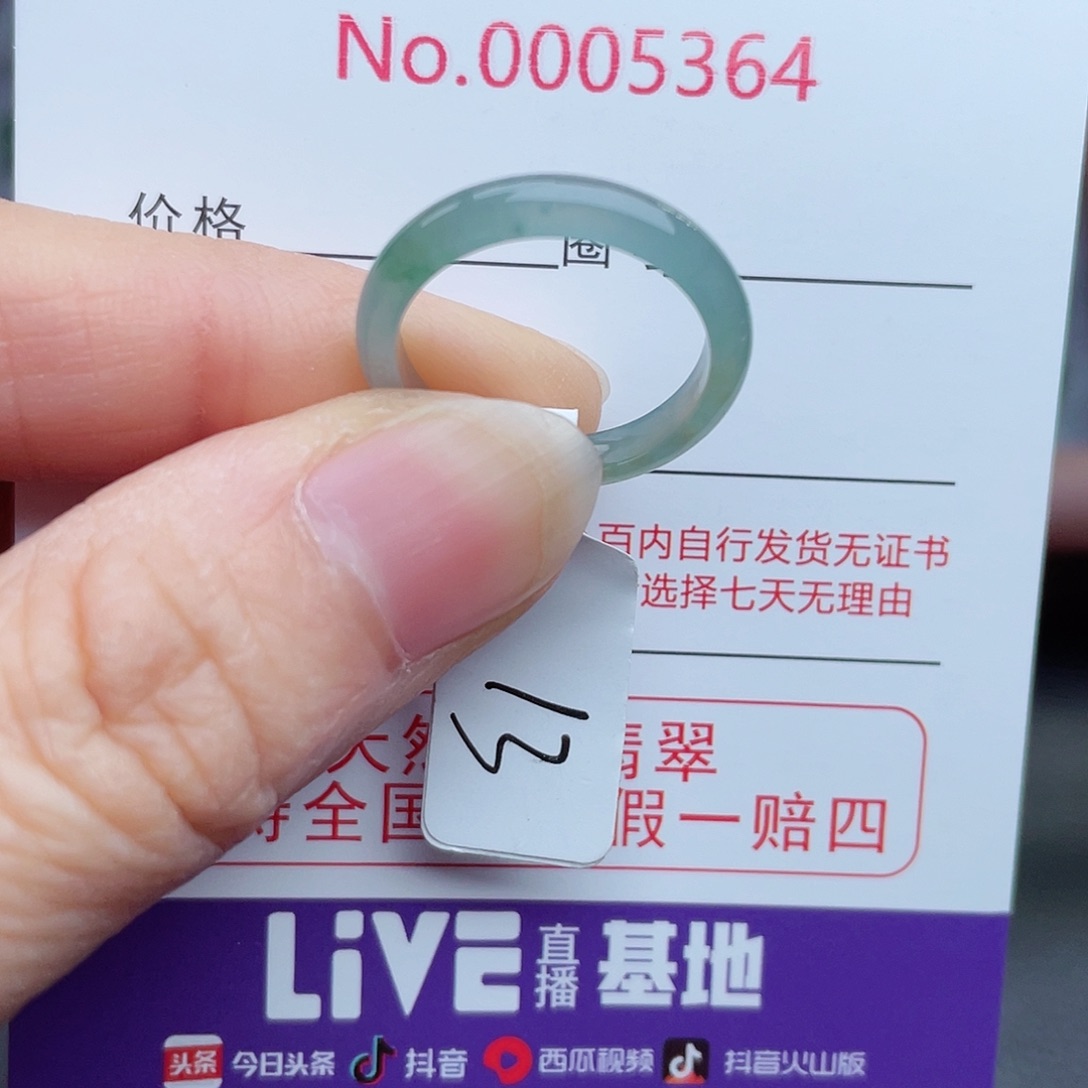 No.0005364
价格
圈
百内自行发货无证书
选择七天无理由
13
天然 翡翠
全国 假一赔四
LiVE 直播 基地
头条 今日头条 抖音 西瓜视频 抖音火山版